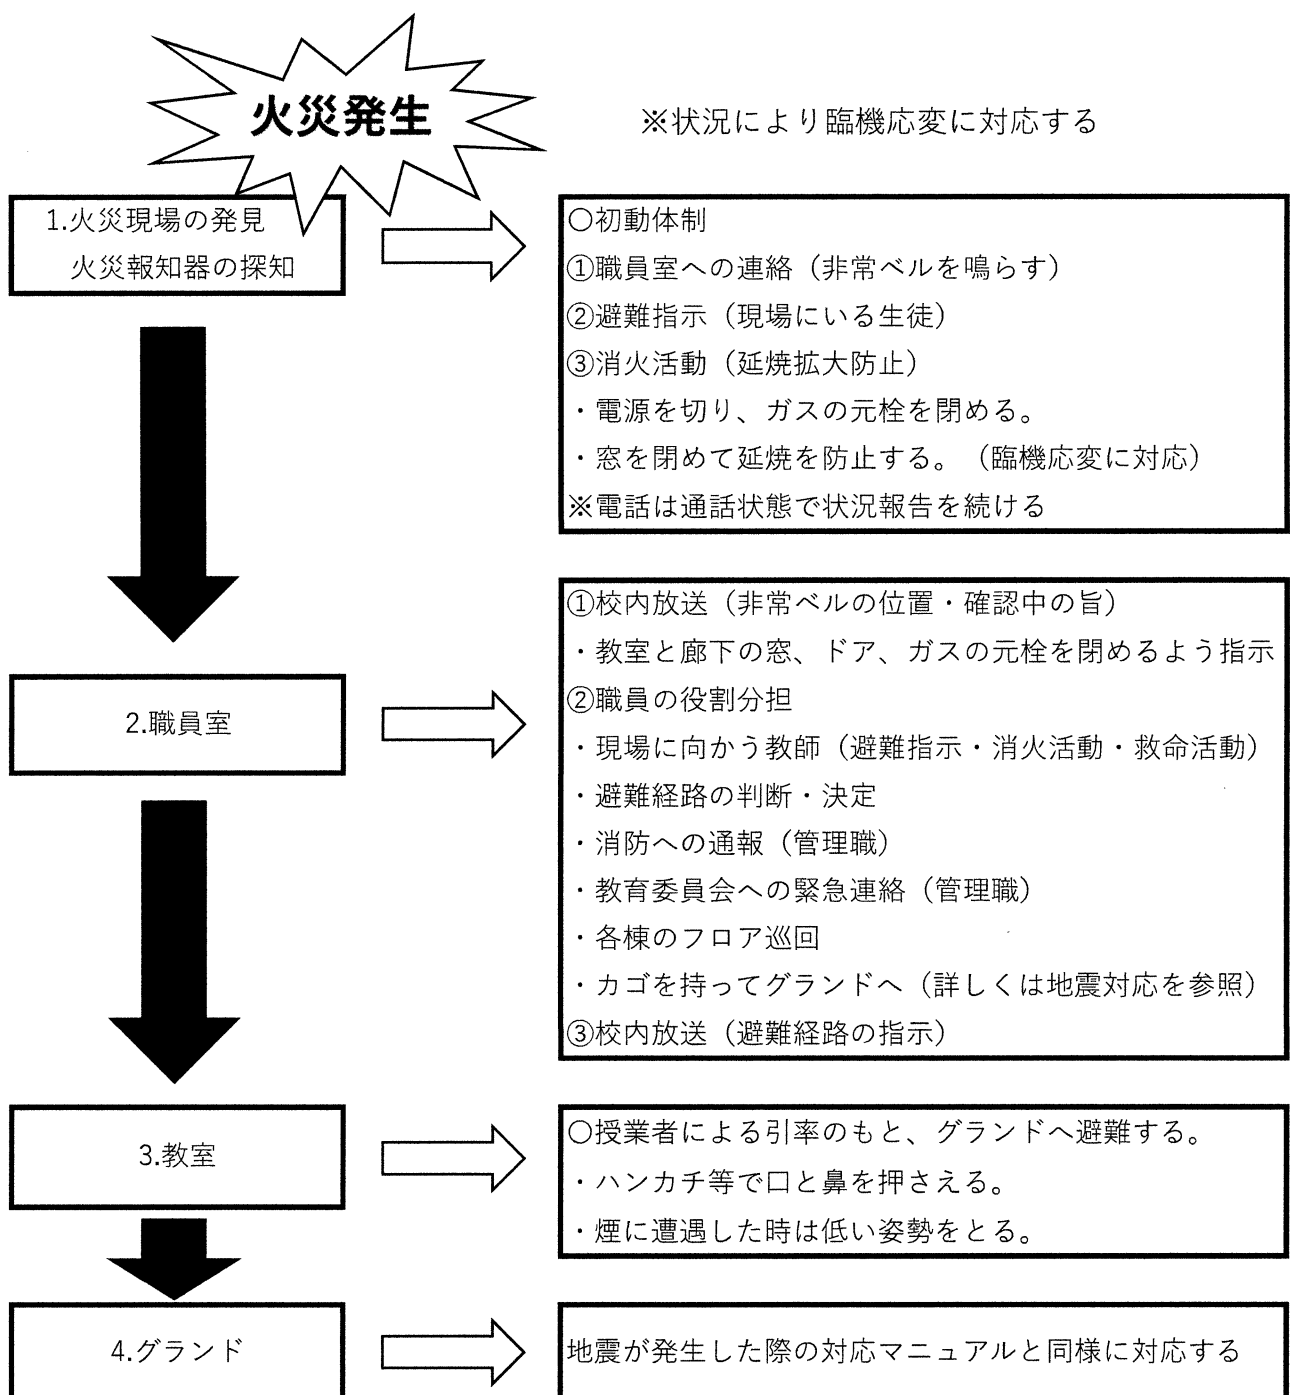 火災発生
※状況により臨機応変に対応する
1.火災現場の発見
火災報知器の探知
〇初動体制
①職員室への連絡（非常ベルを鳴らす）
②避難指示（現場にいる生徒）
③消火活動（延焼拡大防止）
・電源を切り、ガスの元栓を閉める。
・窓を閉めて延焼を防止する。（臨機応変に対応）
※電話は通話状態で状況報告を続ける
2.職員室
①校内放送（非常ベルの位置・確認中の旨）
・教室と廊下の窓、ドア、ガスの元栓を閉めるよう指示
②職員の役割分担
・現場に向かう教師（避難指示・消火活動・救命活動）
・避難経路の判断・決定
・消防への通報（管理職）
・教育委員会への緊急連絡（管理職）
・各棟のフロア巡回
・カゴを持ってグランドへ（詳しくは地震対応を参照）
③校内放送（避難経路の指示）
3.教室
〇授業者による引率のもと、グランドへ避難する。
・ハンカチ等で口と鼻を押さえる。
・煙に遭遇した時は低い姿勢をとる。
4.グランド
地震が発生した際の対応マニュアルと同様に対応する